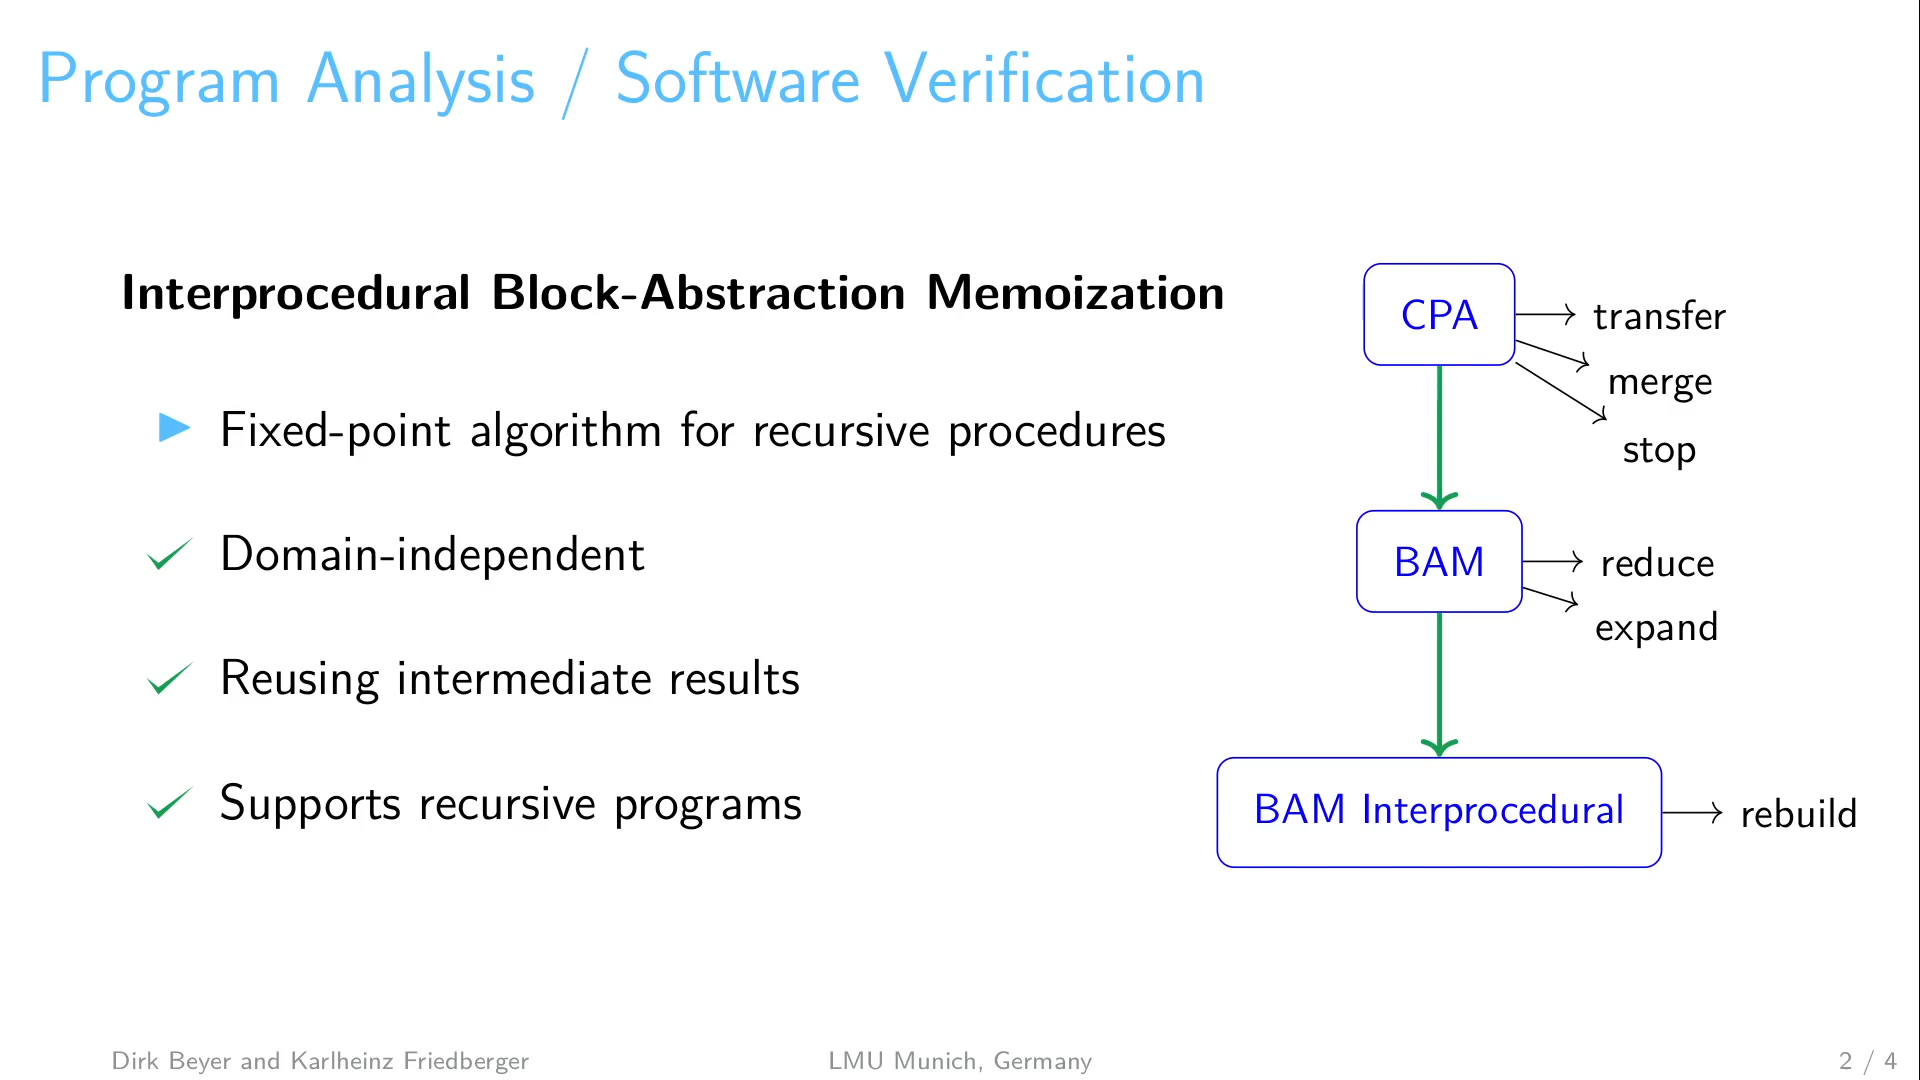 Program Analysis / Software Verification
Interprocedural Block-Abstraction Memoization
Fixed-point algorithm for recursive procedures
Domain-independent
Reusing intermediate results
Supports recursive programs
CPA
transfer
merge
stop
BAM
reduce
expand
BAM Interprocedural
rebuild
Dirk Beyer and Karlheinz Friedberger
LMU Munich, Germany
2 / 4